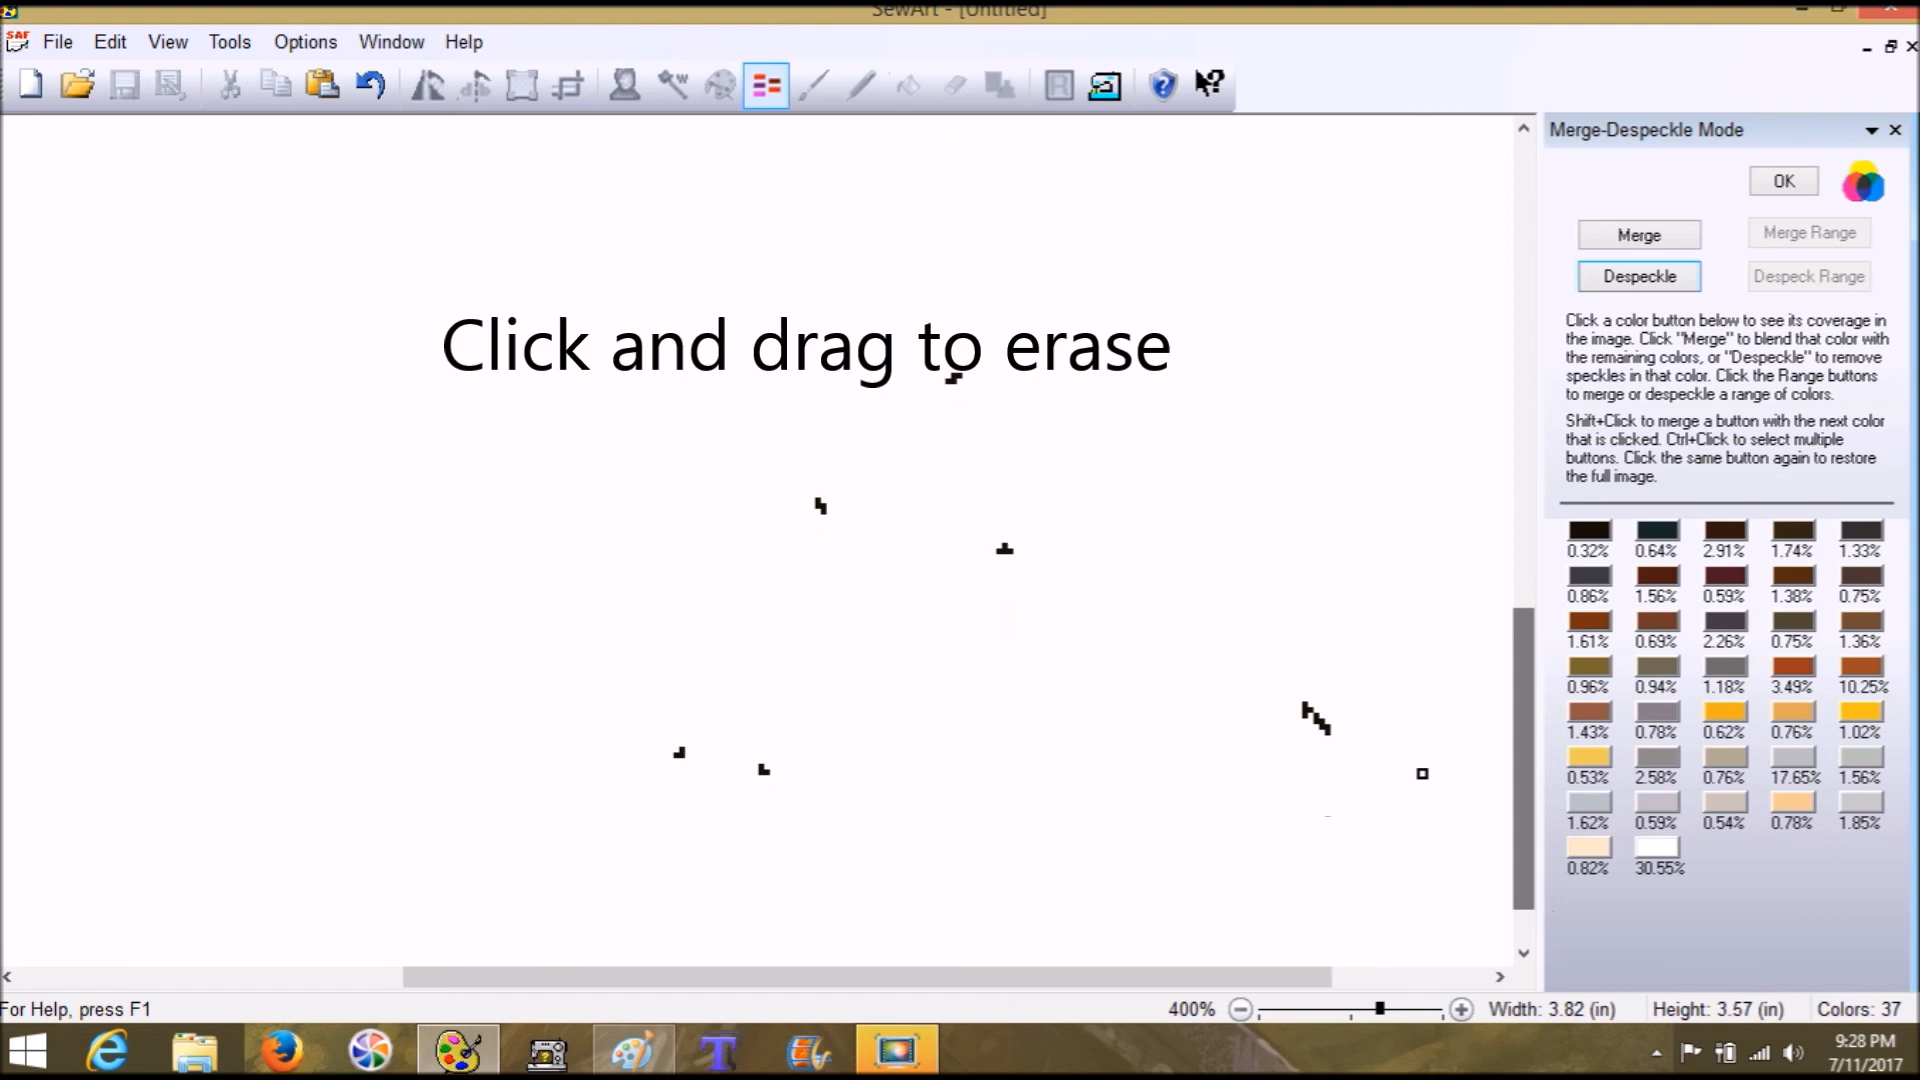 SewArt - [Untitled]
SAF File Edit View Tools Options Window Help
Merge-Despeckle Mode
OK
Merge Merge Range
Despeckle Despeck Range
Click a color button below to see its coverage in
the image. Click "Merge" to blend that color with
the remaining colors, or "Despeckle" to remove
speckles in that color. Click the Range buttons
to merge or despeckle a range of colors.
Shift+Click to merge a button with the next color
that is clicked. Ctrl+Click to select multiple
buttons. Click the same button again to restore
the full image.
Click and drag to erase
0.32% 0.64% 2.91% 1.74% 1.33%
0.86% 1.56% 0.59% 1.38% 0.75%
1.61% 0.69% 2.26% 0.75% 1.36%
0.96% 0.94% 1.18% 3.49% 10.25%
1.43% 0.78% 0.62% 0.76% 1.02%
0.53% 2.58% 0.76% 17.65% 1.56%
1.62% 0.59% 0.54% 0.78% 1.85%
0.82% 30.55%
For Help, press F1 400% Width: 3.82 (in) Height: 3.57 (in) Colors: 37
9:28 PM
7/11/2017